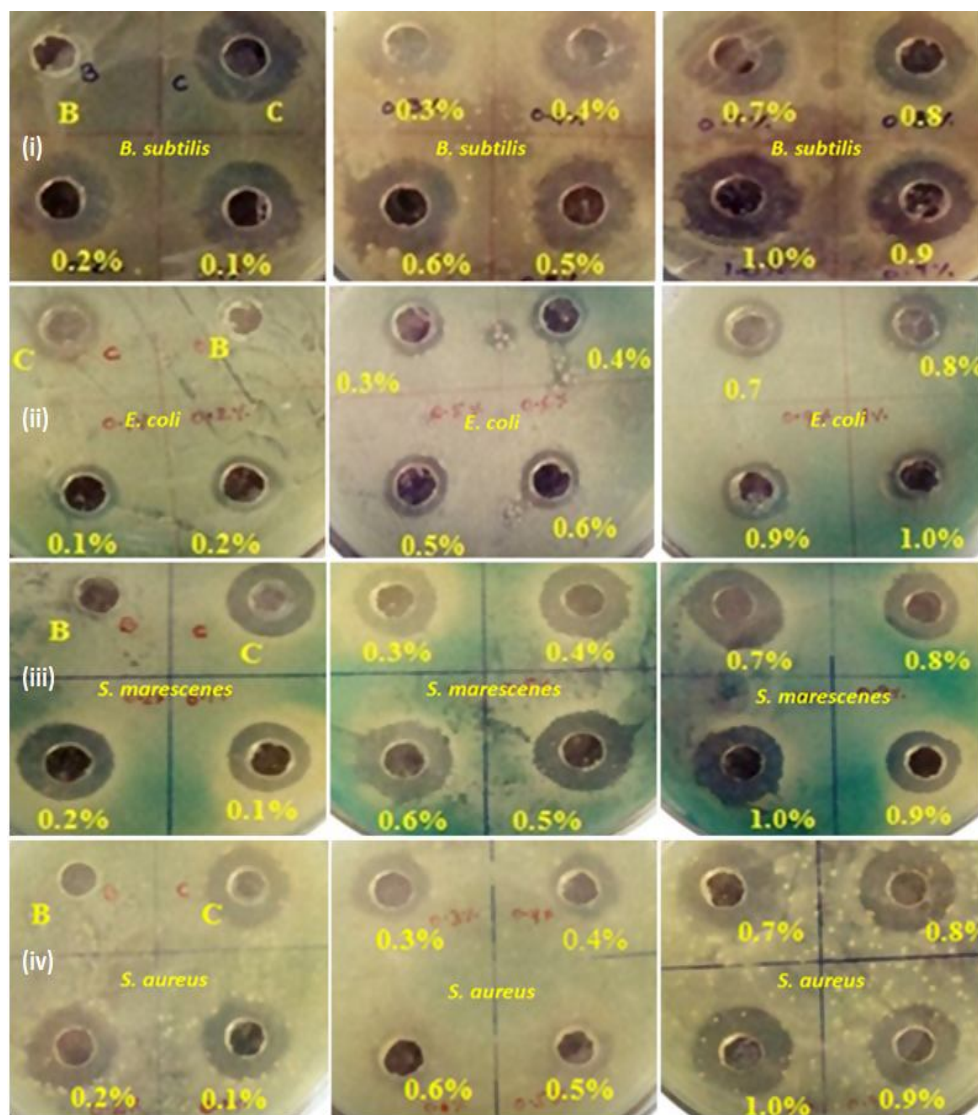 B
C
B
C
0.2%
0.1%
(i)
B. subtilis
0.3%
0.4%
B. subtilis
0.6%
0.5%
0.7%
0.8
B. subtilis
1.0%
0.9
C
B
C
(ii)
E. coli
0.1%
0.2%
0.3%
0.4%
E. coli
0.5%
0.6%
0.7
0.8%
E. coli
0.9%
1.0%
B
C
C
(iii)
S. marescenes
0.2%
0.1%
0.3%
0.4%
S. marescenes
0.6%
0.5%
0.7%
0.8%
S. marescenes
1.0%
0.9%
B
C
C
(iv)
S. aureus
0.2%
0.1%
0.3%
0.4%
0.3%
S. aureus
0.6%
0.5%
0.7%
0.8%
S. aureus
1.0%
0.9%